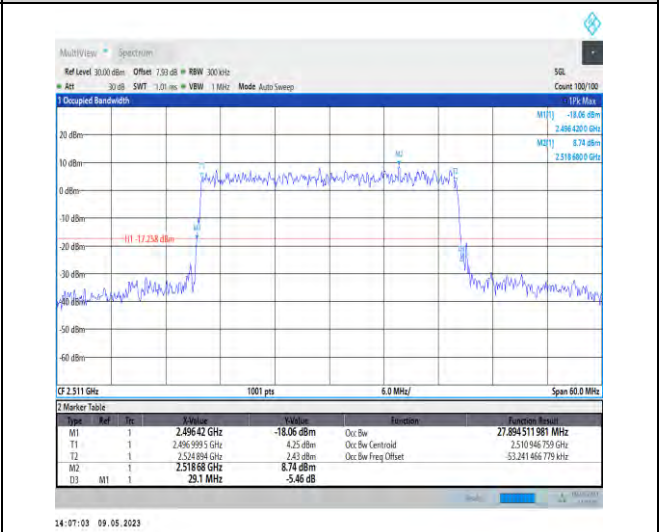 MultiView Spectrum
Ref Level 30.00 dBm Offset 7.93 dB RBW 300 kHz SGL
Att 30 dB SWT 1.01 ms VBW 1 MHz Mode Auto Sweep Count 100/100
1 Occupied Bandwidth 1Pk Max
M1[1] -18.06 dBm
2.496 4200 GHz
20 dBm
M2[1] 8.74 dBm
2.518 6800 GHz
10 dBm
M2
T1
T2
0 dBm
-10 dBm
M1
H1 -17.258 dBm
-20 dBm
-30 dBm
-40 dBm
-50 dBm
-60 dBm
CF 2.511 GHz 1001 pts 6.0 MHz/ Span 60.0 MHz
2 Marker Table
Type Ref Trc X-Value Y-Value Function Function Result
M1 1 2.496 42 GHz -18.06 dBm Occ Bw 27.894 511 981 MHz
T1 1 2.496 999 5 GHz 4.25 dBm Occ Bw Centroid 2.510 946 759 GHz
T2 1 2.524 894 GHz 2.43 dBm Occ Bw Freq Offset -53.241 466 779 kHz
M2 1 2.518 68 GHz 8.74 dBm
D3 M1 1 29.1 MHz -5.46 dB
14:07:03 09.05.2023